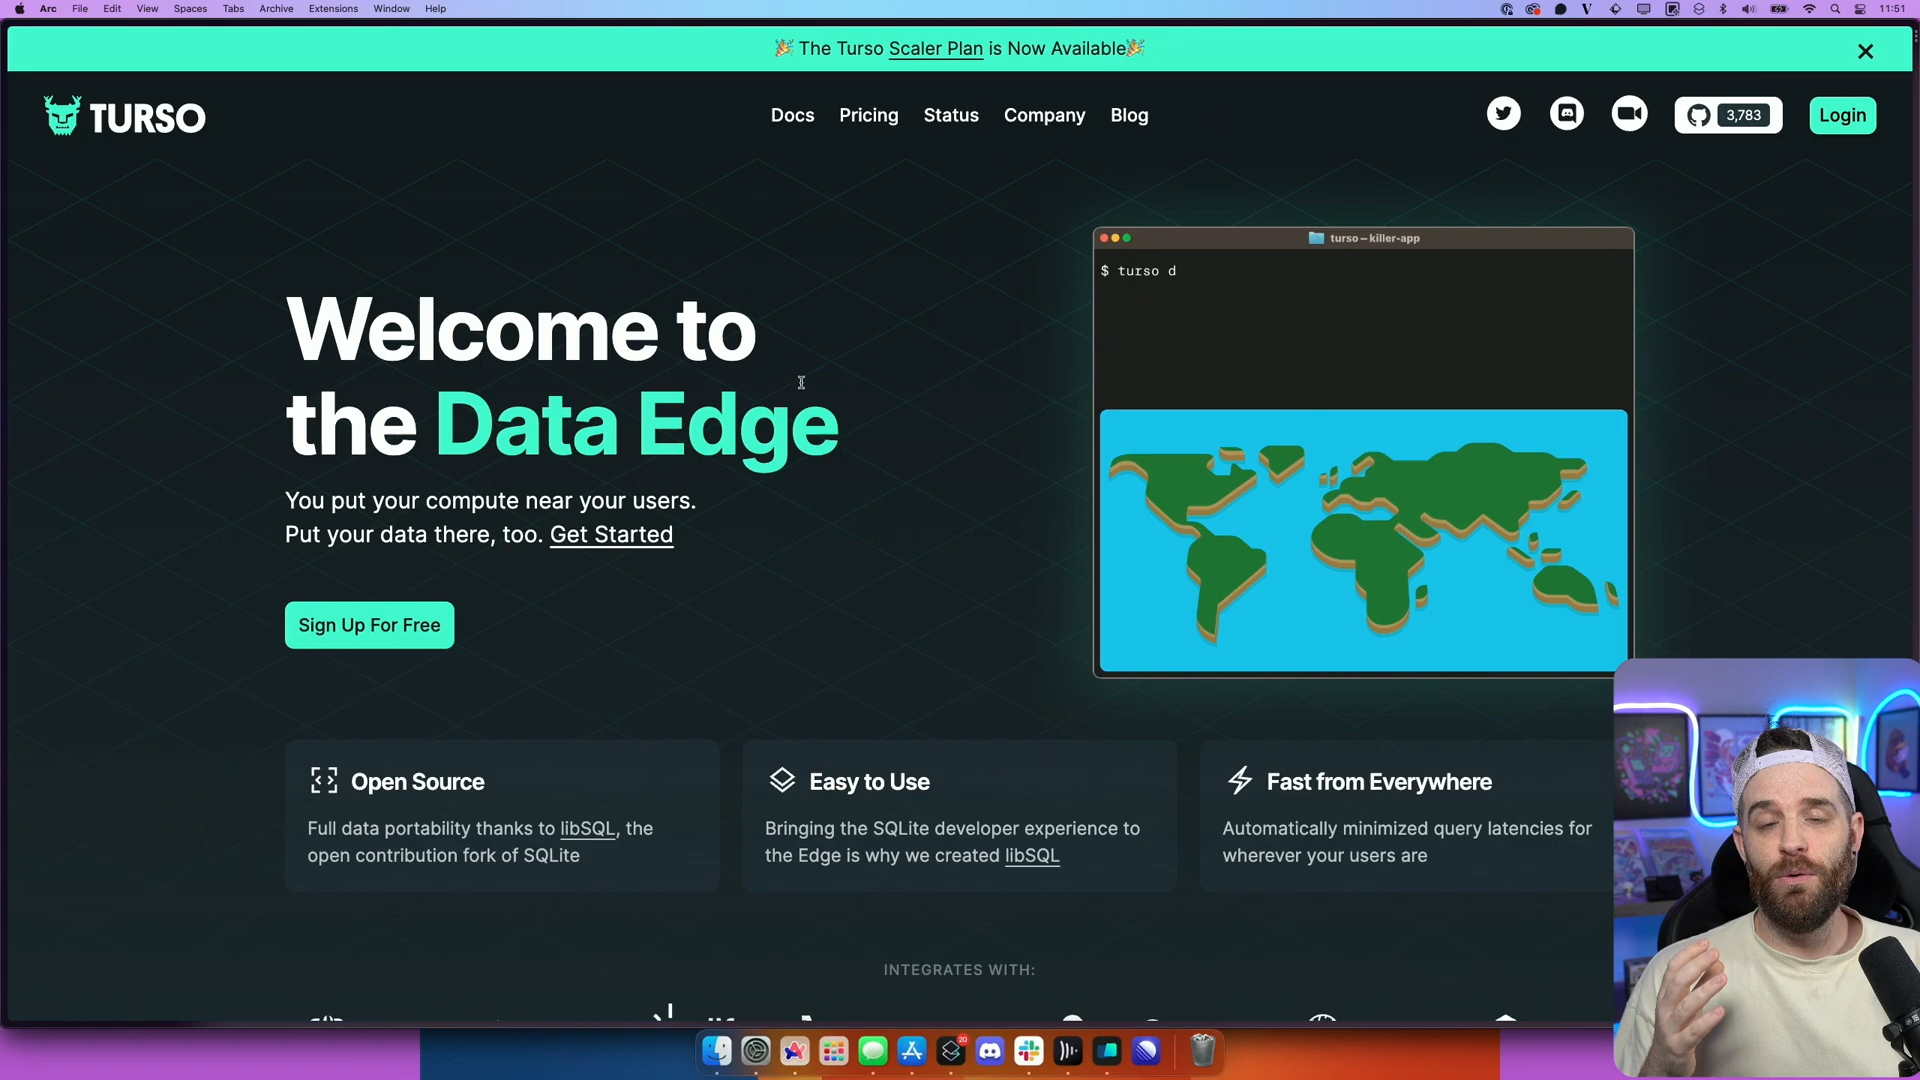 Arc File Edit View Spaces Tabs Archive Extensions Window Help 11:51
🎉 The Turso Scaler Plan is Now Available🎉
TURSO
Docs Pricing Status Company Blog
3,783
Login
turso — killer-app
$ turso d
Welcome to
the Data Edge
You put your compute near your users.
Put your data there, too. Get Started
Sign Up For Free
Open Source
Full data portability thanks to libSQL, the
open contribution fork of SQLite
Easy to Use
Bringing the SQLite developer experience to
the Edge is why we created libSQL
Fast from Everywhere
Automatically minimized query latencies for
wherever your users are
INTEGRATES WITH:
20